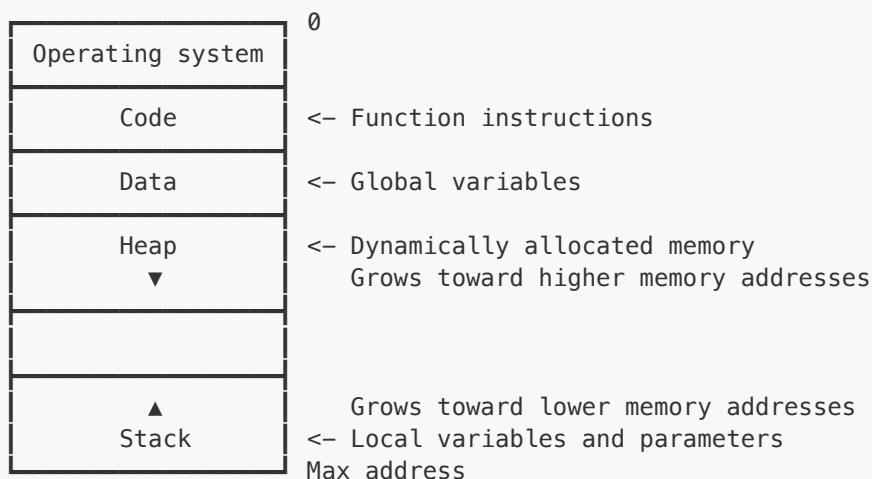 0
Operating system
Code <- Function instructions
Data <- Global variables
Heap <- Dynamically allocated memory
▼ Grows toward higher memory addresses
▲ Grows toward lower memory addresses
Stack <- Local variables and parameters
Max address